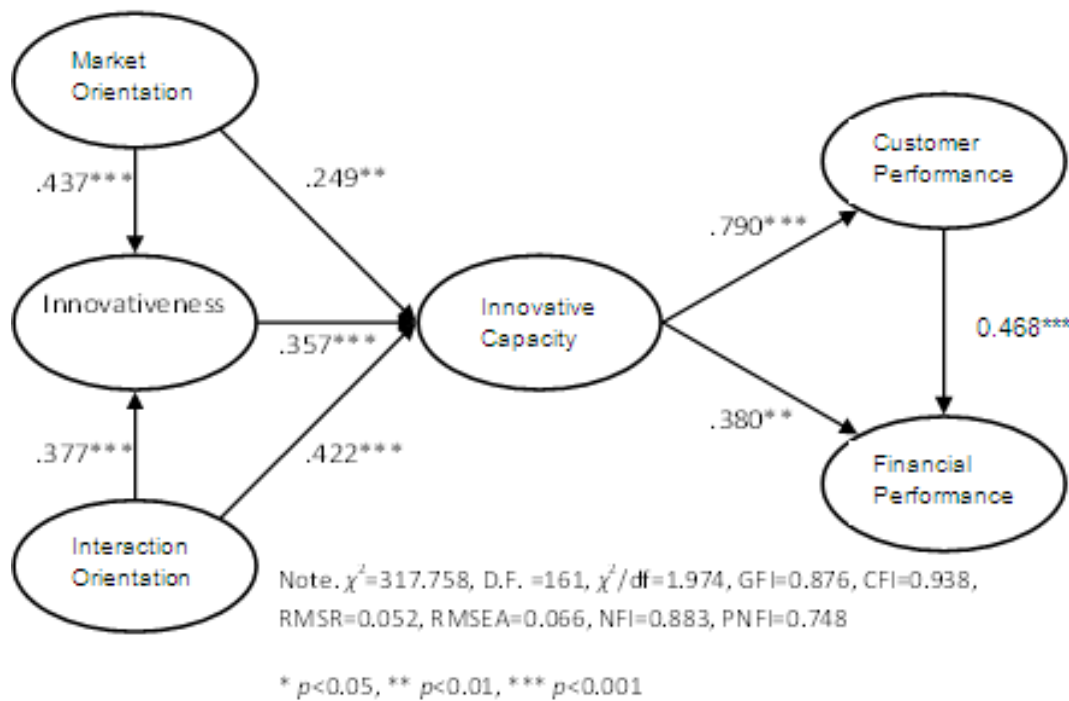 Market
Orientation
Customer
Performance
.437***
.249**
.790***
Innovativeness
Innovative
Capacity
.357***
0.468***
.380**
.377***
.422***
Financial
Performance
Interaction
Orientation
Note. χ²=317.758, D.F. =161, χ²/df=1.974, GFI=0.876, CFI=0.938,
RMSR=0.052, RMSEA=0.066, NFI=0.883, PNFI=0.748
* p<0.05, ** p<0.01, *** p<0.001